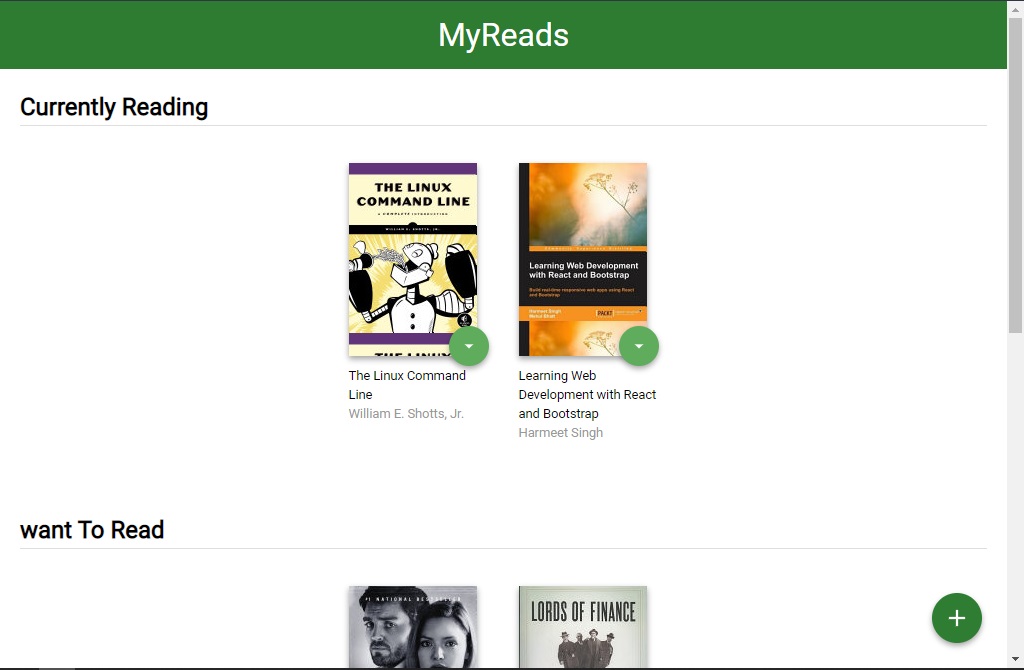 MyReads
Currently Reading
THE LINUX
COMMAND LINE
A COMPLETE INTRODUCTION
WILLIAM E. SHOTTS, JR.
THE LINUX
The Linux Command
Line
William E. Shotts, Jr.
Learning Web Development
with React and Bootstrap
Build real-time responsive web apps using React
and Bootstrap
Harmeet Singh
Mehul Bhatt
PACKT
Learning Web
Development with React
and Bootstrap
Harmeet Singh
want To Read
#1 NATIONAL BESTSELLER
LORDS OF FINANCE